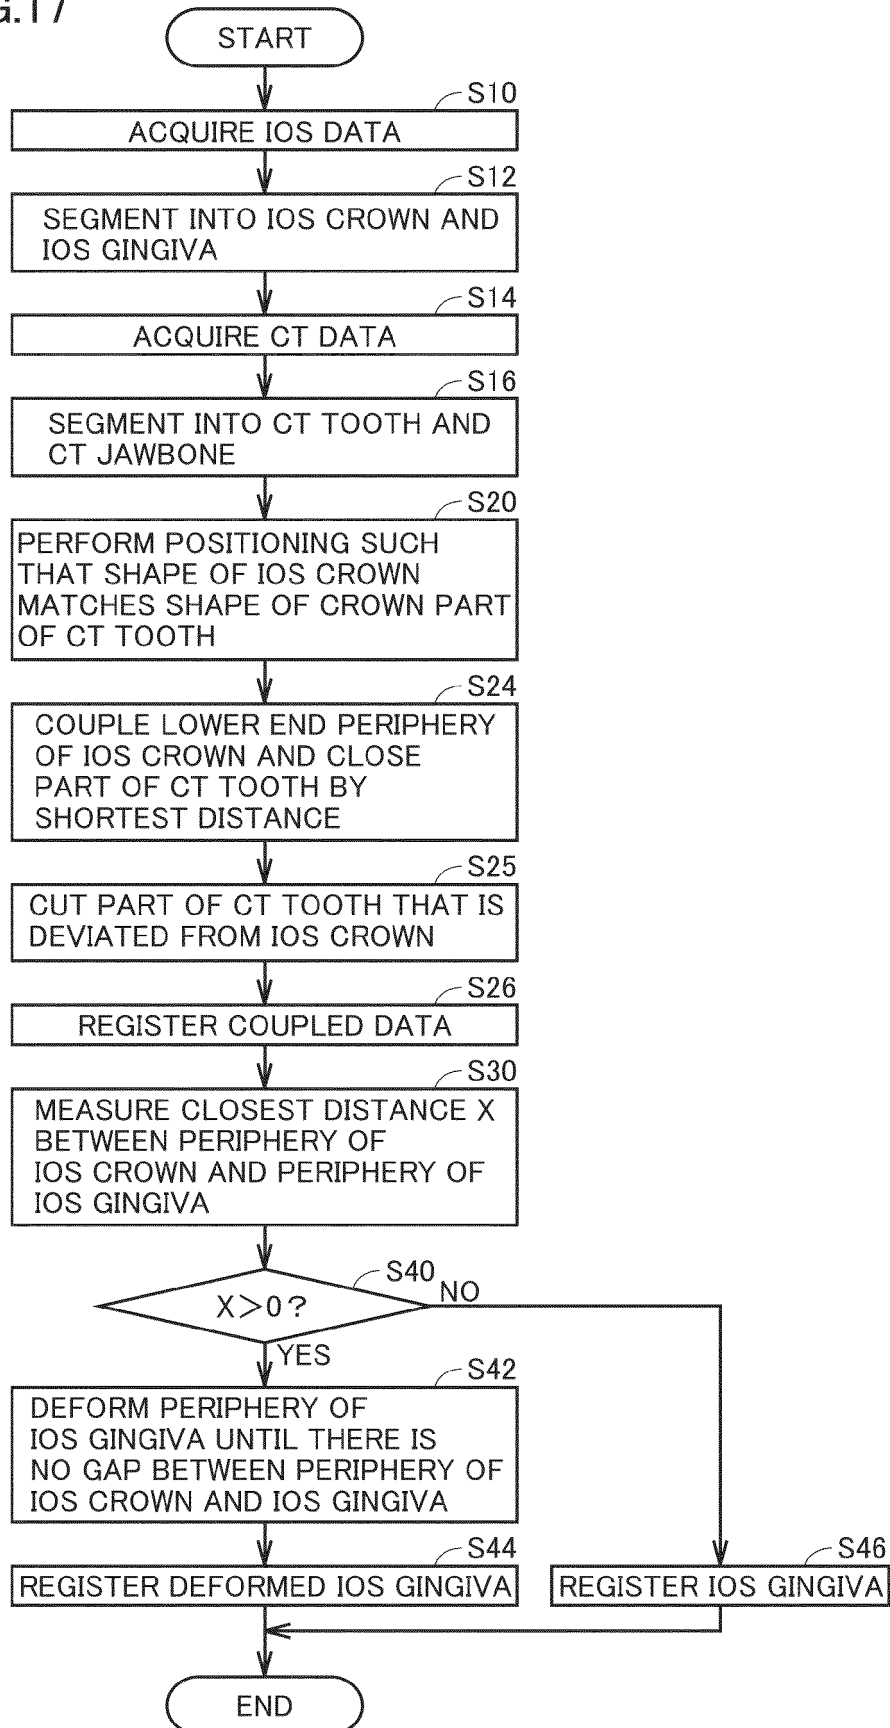 G.17
START
S10
ACQUIRE IOS DATA
S12
SEGMENT INTO IOS CROWN AND
IOS GINGIVA
S14
ACQUIRE CT DATA
S16
SEGMENT INTO CT TOOTH AND
CT JAWBONE
S20
PERFORM POSITIONING SUCH
THAT SHAPE OF IOS CROWN
MATCHES SHAPE OF CROWN PART
OF CT TOOTH
S24
COUPLE LOWER END PERIPHERY
OF IOS CROWN AND CLOSE
PART OF CT TOOTH BY
SHORTEST DISTANCE
S25
CUT PART OF CT TOOTH THAT IS
DEVIATED FROM IOS CROWN
S26
REGISTER COUPLED DATA
S30
MEASURE CLOSEST DISTANCE X
BETWEEN PERIPHERY OF
IOS CROWN AND PERIPHERY OF
IOS GINGIVA
S40
X>0?
NO
YES
S42
DEFORM PERIPHERY OF
IOS GINGIVA UNTIL THERE IS
NO GAP BETWEEN PERIPHERY OF
IOS CROWN AND IOS GINGIVA
S44
REGISTER DEFORMED IOS GINGIVA
S46
REGISTER IOS GINGIVA
END